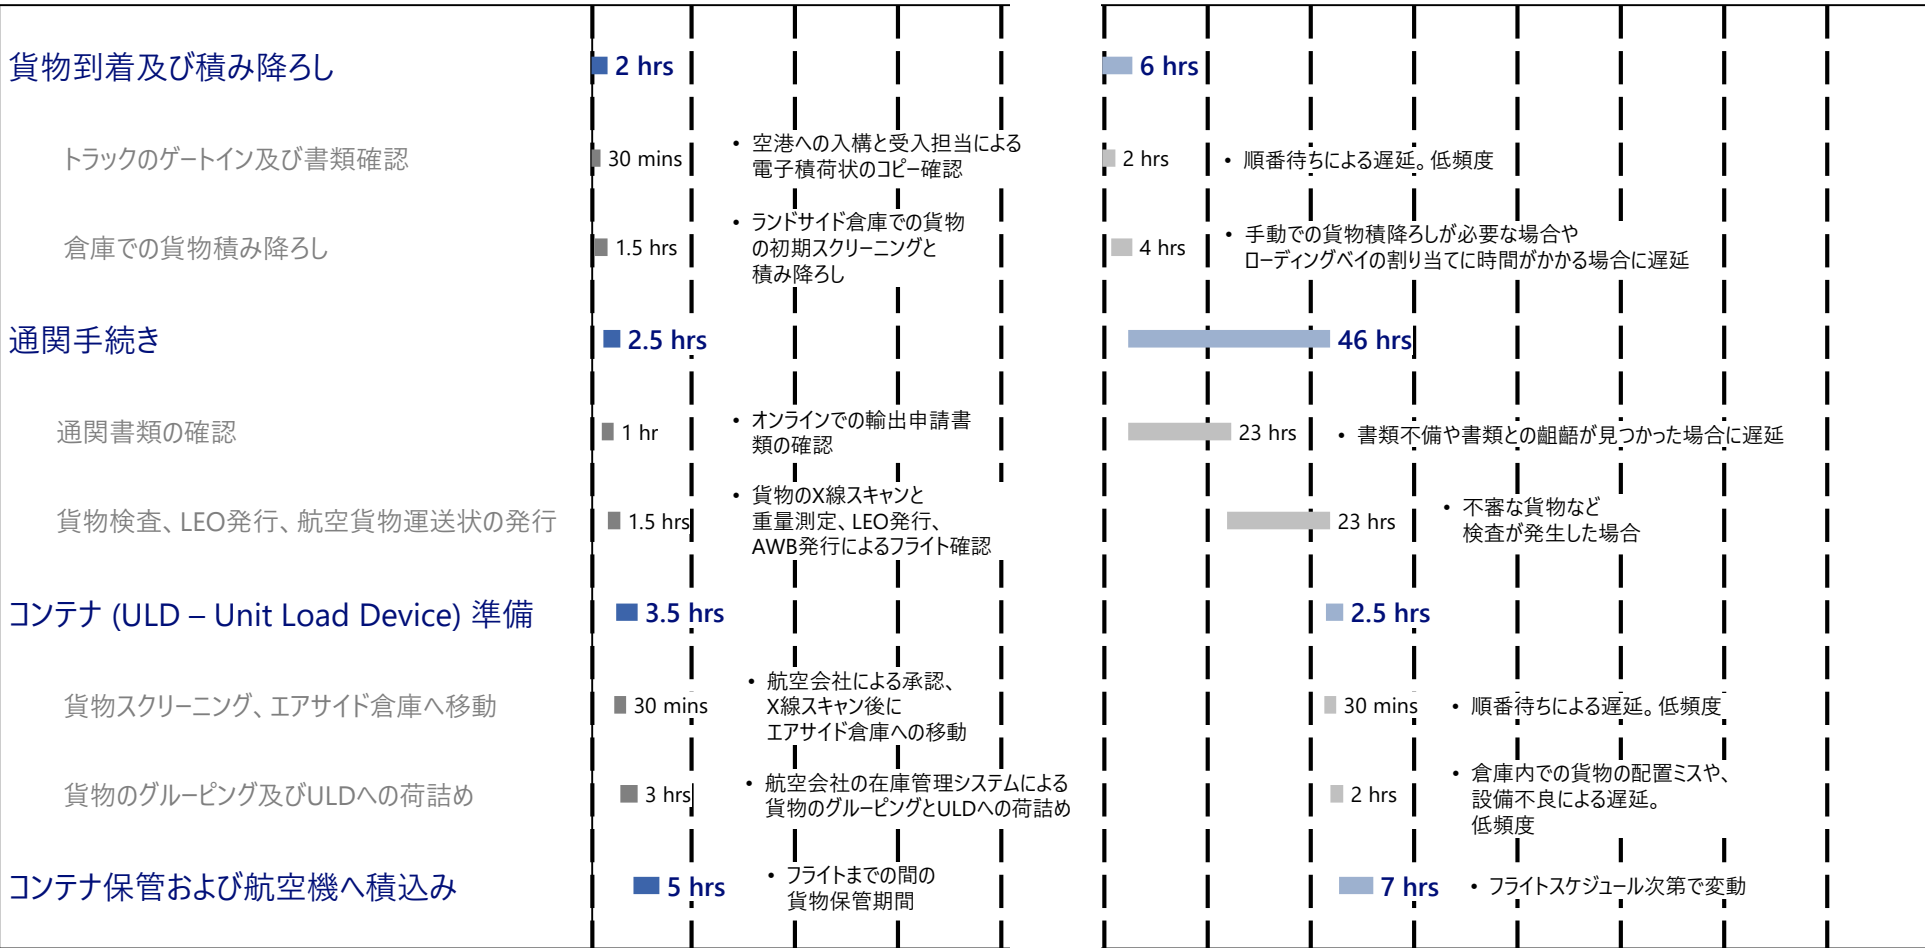 貨物到着及び積み降ろし
2 hrs
6 hrs
トラックのゲートイン及び書類確認
30 mins
• 空港への入構と受入担当による
電子積荷状のコピー確認
2 hrs
• 順番待ちによる遅延。低頻度
倉庫での貨物積み降ろし
1.5 hrs
• ランドサイド倉庫での貨物
の初期スクリーニングと
積み降ろし
4 hrs
• 手動での貨物積降ろしが必要な場合や
ローディングベイの割り当てに時間がかかる場合に遅延
通関手続き
2.5 hrs
46 hrs
通関書類の確認
1 hr
• オンラインでの輸出申請書
類の確認
23 hrs
• 書類不備や書類との齟齬が見つかった場合に遅延
貨物検査、LEO発行、航空貨物運送状の発行
1.5 hrs
• 貨物のX線スキャンと
重量測定、LEO発行、
AWB発行によるフライト確認
23 hrs
• 不審な貨物など
検査が発生した場合
コンテナ (ULD – Unit Load Device) 準備
3.5 hrs
2.5 hrs
貨物スクリーニング、エアサイド倉庫へ移動
30 mins
• 航空会社による承認、
X線スキャン後に
エアサイド倉庫への移動
30 mins
• 順番待ちによる遅延。低頻度
貨物のグルーピング及びULDへの荷詰め
3 hrs
• 航空会社の在庫管理システムによる
貨物のグルーピングとULDへの荷詰め
2 hrs
• 倉庫内での貨物の配置ミスや、
設備不良による遅延。
低頻度
コンテナ保管および航空機へ積込み
5 hrs
• フライトまでの間の
貨物保管期間
7 hrs
• フライトスケジュール次第で変動